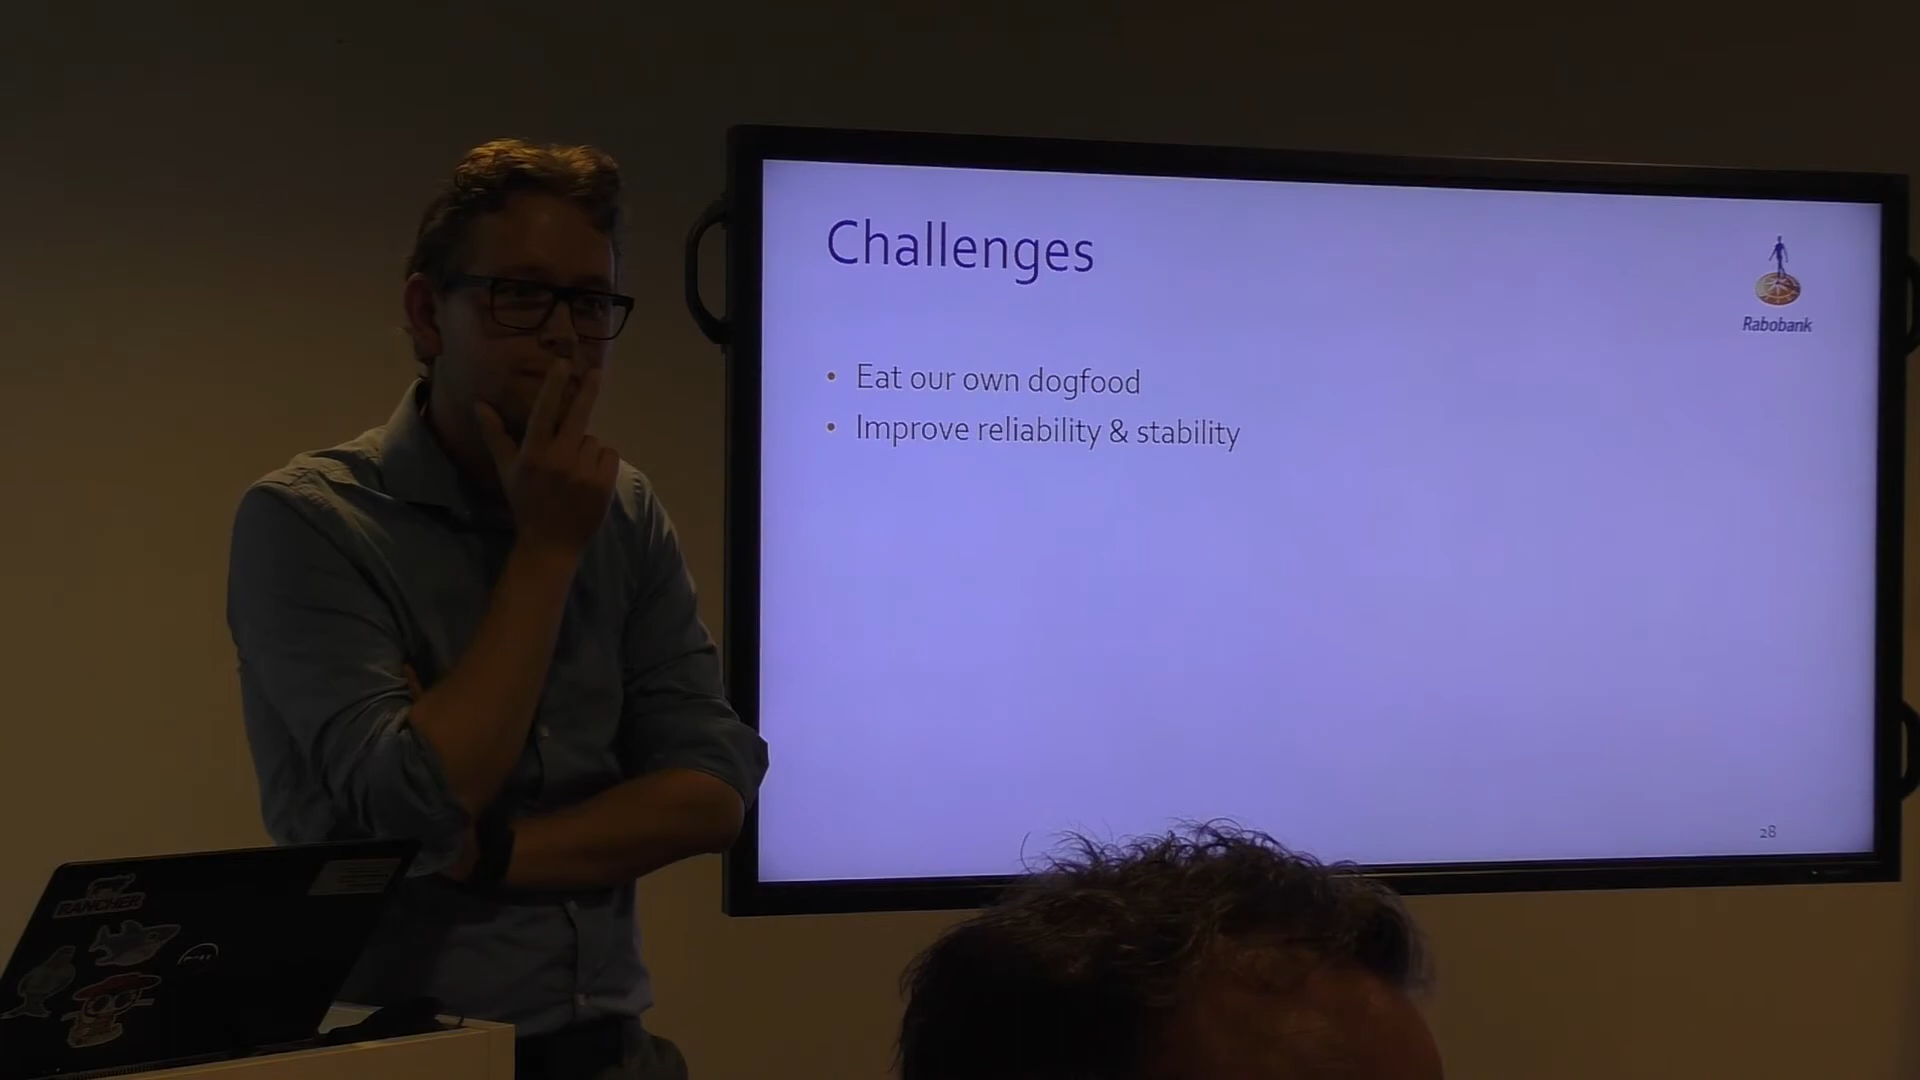 Challenges
Rabobank
• Eat our own dogfood
• Improve reliability & stability
28
RANCHER